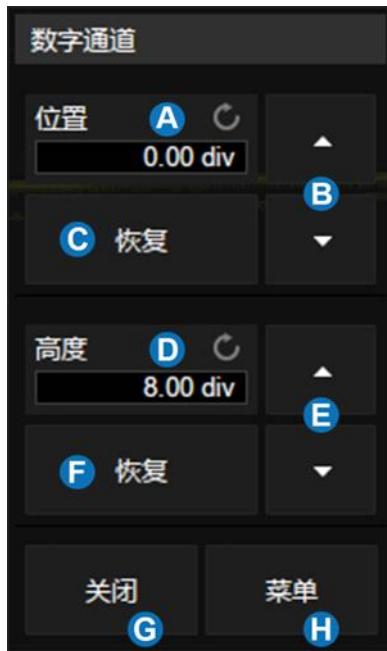 数字通道
位置 A
0.00 div
B
C 恢复
高度 D
8.00 div
E
F 恢复
关闭 菜单
G H